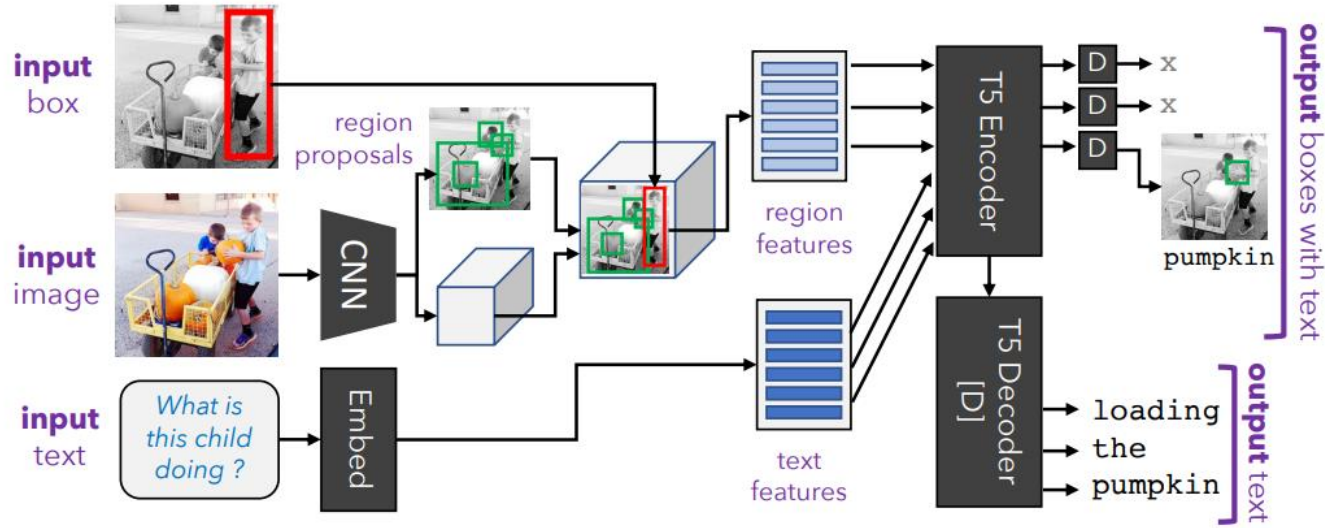 input
box
input
image
input
text
What is
this child
doing ?
region
proposals
CNN
Embed
region
features
text
features
T5 Encoder
T5 Decoder
[D]
D
x
D
x
D
pumpkin
loading
the
pumpkin
output boxes with text
output text